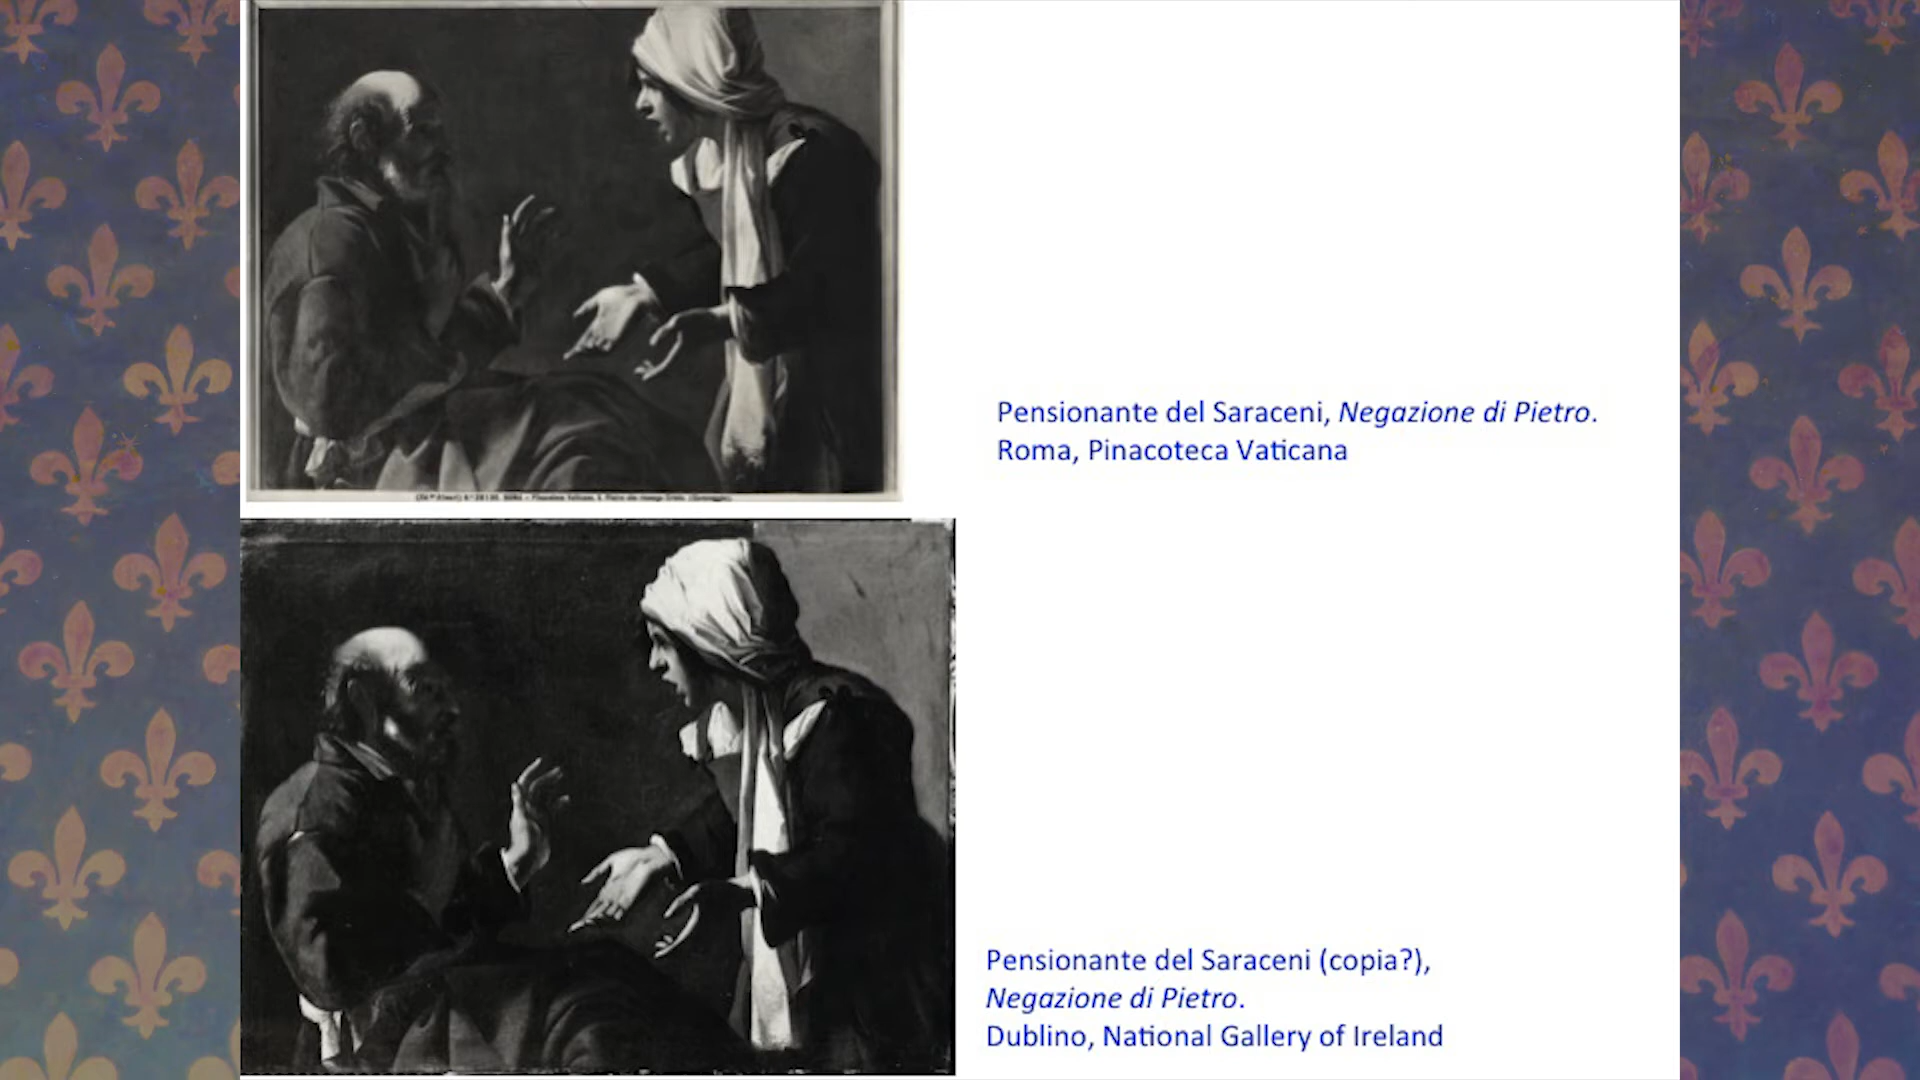 Pensionante del Saraceni, Negazione di Pietro.
Roma, Pinacoteca Vaticana
Pensionante del Saraceni (copia?),
Negazione di Pietro.
Dublino, National Gallery of Ireland